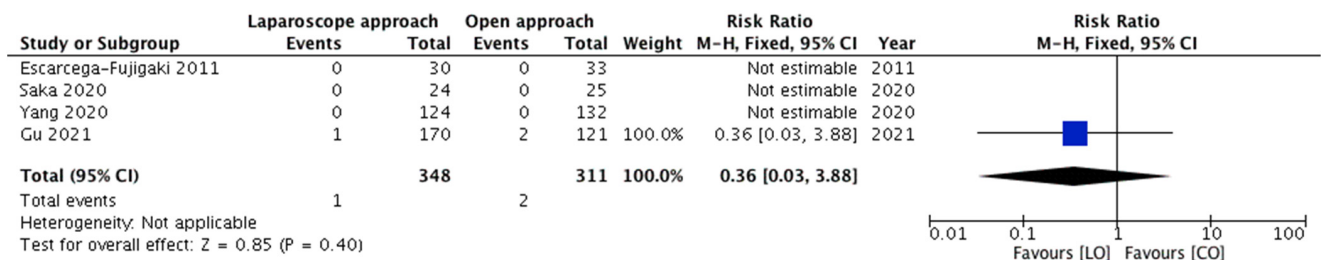 Laparoscope approach Open approach Risk Ratio Risk Ratio
Study or Subgroup Events Total Events Total Weight M-H, Fixed, 95% CI Year M-H, Fixed, 95% CI
Escarcega-Fujigaki 2011 0 30 0 33 Not estimable 2011
Saka 2020 0 24 0 25 Not estimable 2020
Yang 2020 0 124 0 132 Not estimable 2020
Gu 2021 1 170 2 121 100.0% 0.36 [0.03, 3.88] 2021
Total (95% CI) 348 311 100.0% 0.36 [0.03, 3.88]
Total events 1 2
Heterogeneity: Not applicable
Test for overall effect: Z = 0.85 (P = 0.40)
0.01 0.1 1 10 100
Favours [LO] Favours [CO]